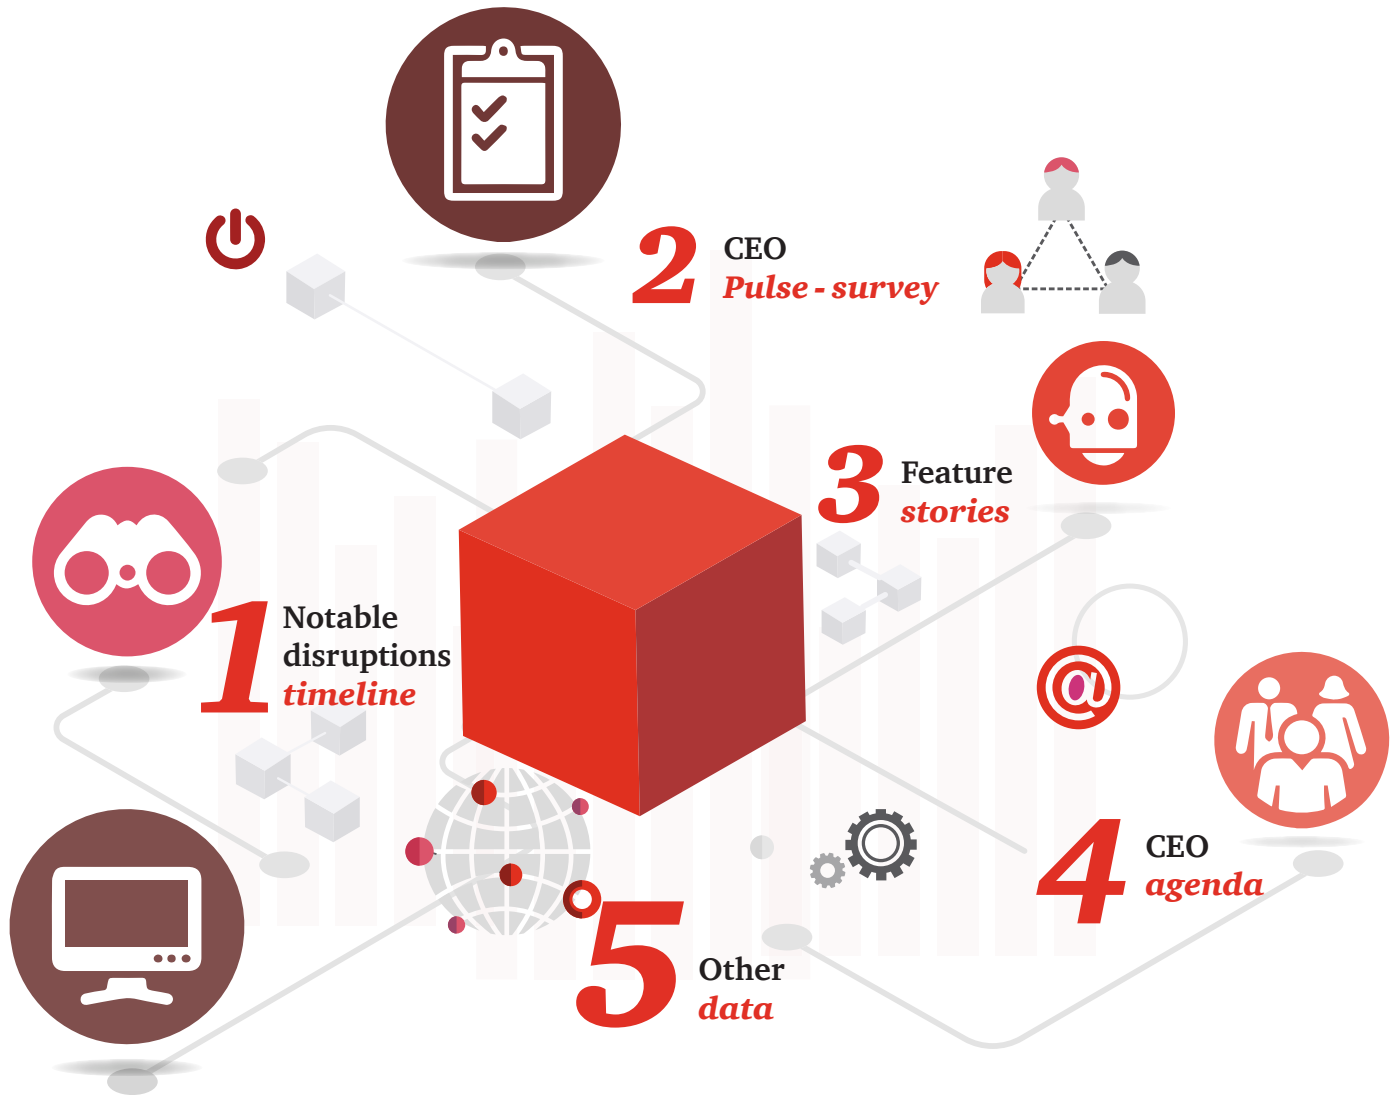 1
Notable
disruptions
timeline
2
CEO
Pulse - survey
3
Feature
stories
@
4
CEO
agenda
5
Other
data